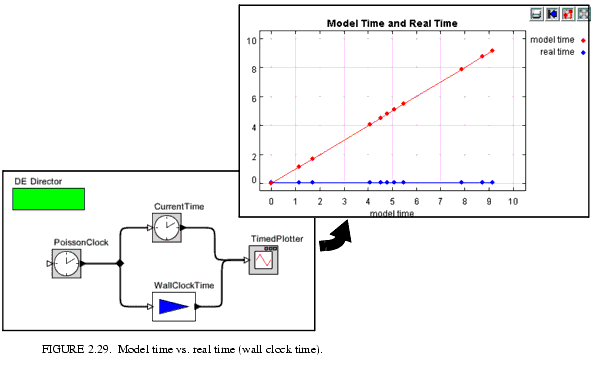 Model Time and Real Time
model time
real time
10
8
6
4
2
0
0 1 2 3 4 5 6 7 8 9 10
model time
DE Director
CurrentTime
PoissonClock
TimedPlotter
WallClockTime
FIGURE 2.29. Model time vs. real time (wall clock time).